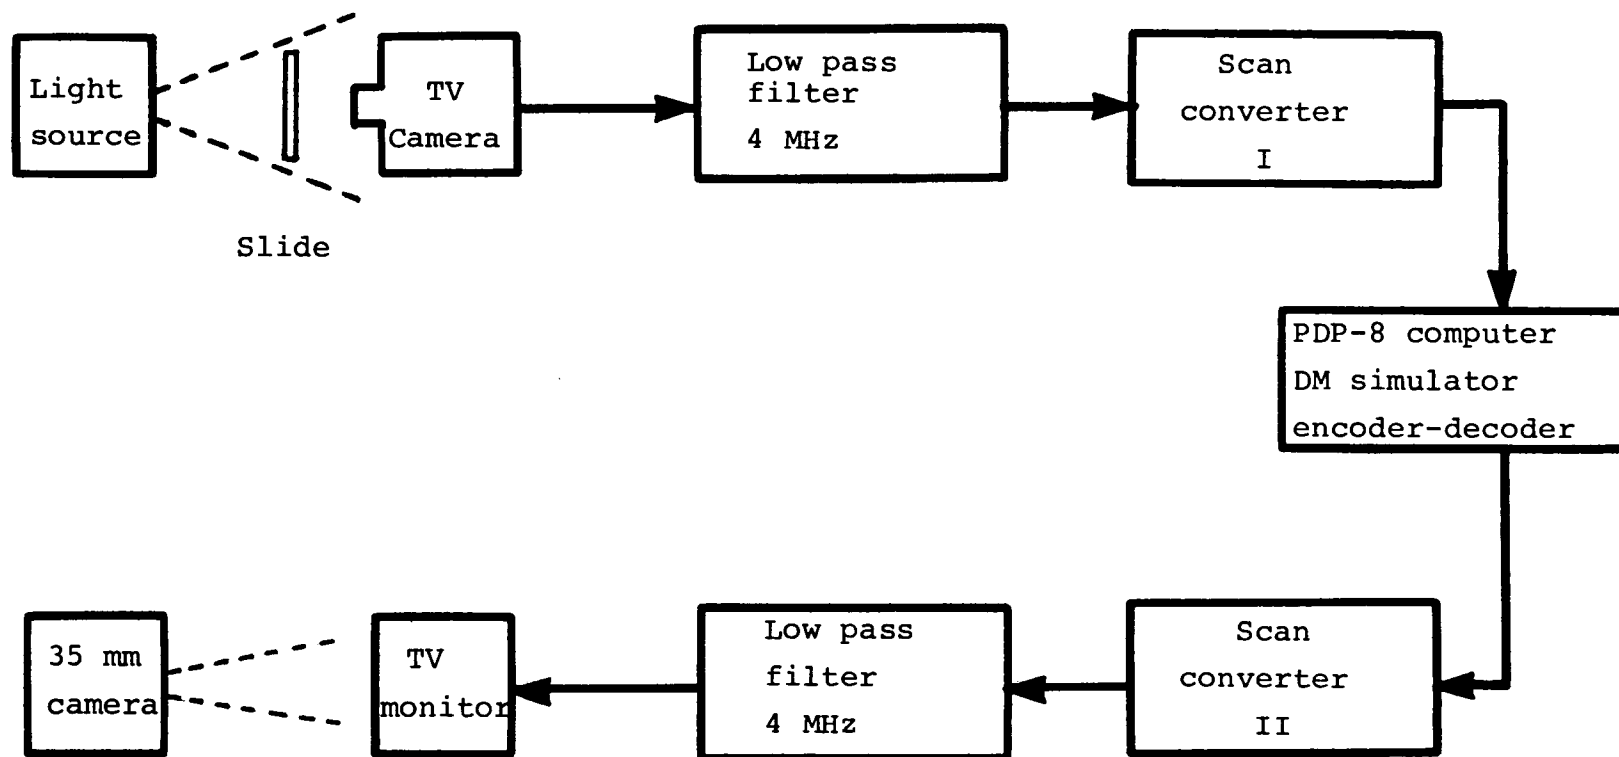 Light
source
Slide
TV
Camera
Low pass
filter
4 MHz
Scan
converter
I
PDP-8 computer
DM simulator
encoder-decoder
Scan
converter
II
Low pass
filter
4 MHz
TV
monitor
35 mm
camera